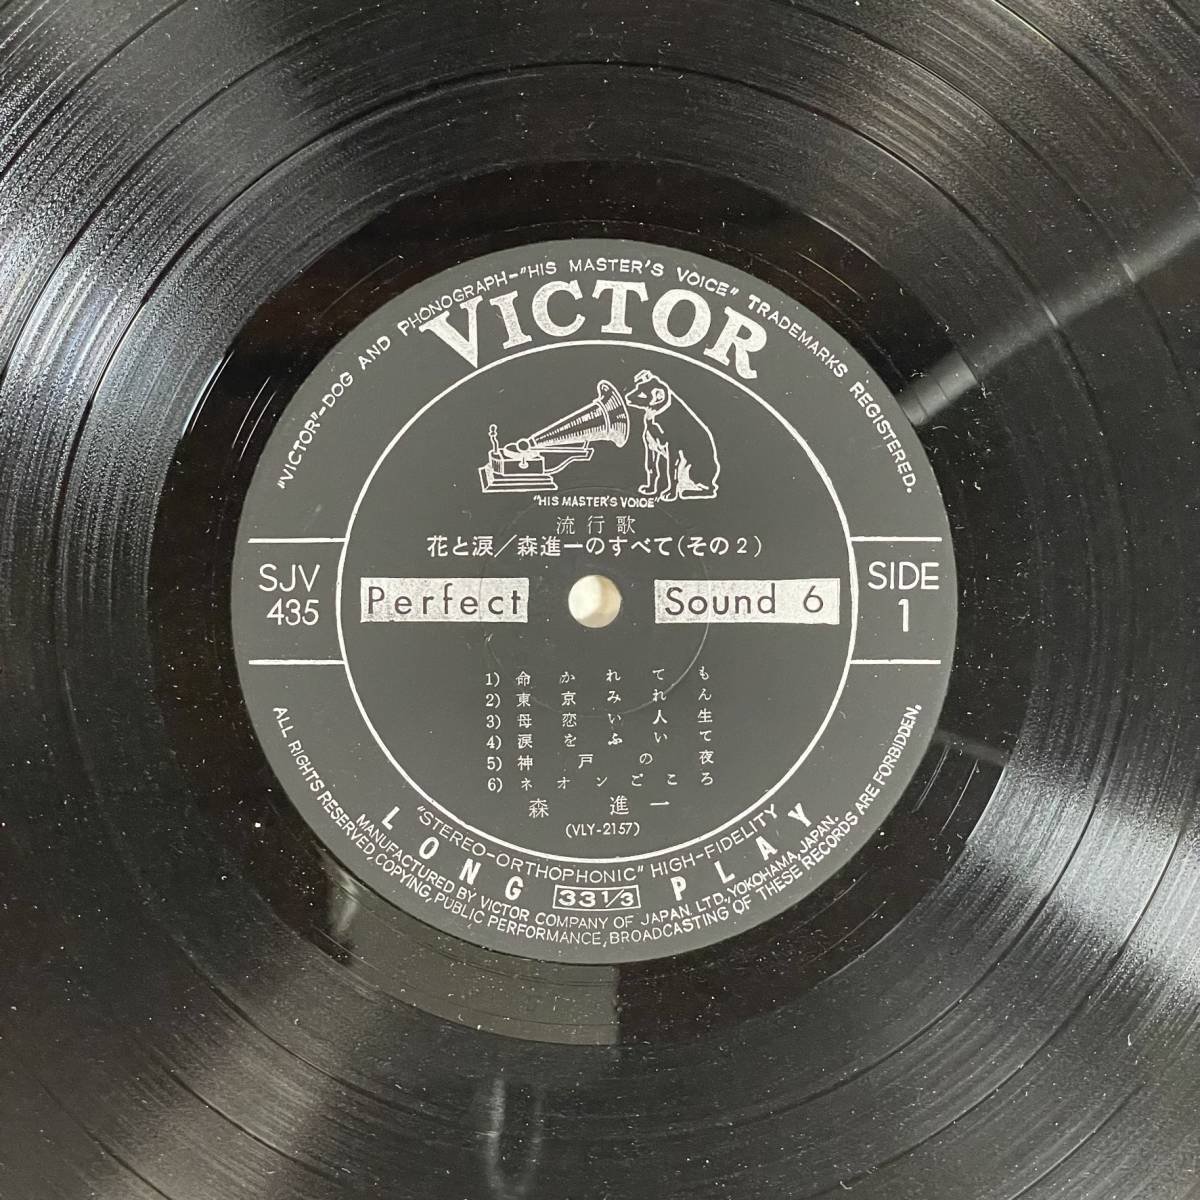 "VICTOR"-DOG AND PHONOGRAPH-"HIS MASTER'S VOICE" TRADEMARKS REGISTERED.
VICTOR
"HIS MASTER'S VOICE"
流行歌
花と涙/森進一のすべて(その2)
SJV
435
Perfect Sound 6
SIDE
1
1) 命かれても
2) 東京みれん
3) 母恋い人生
4) 涙をふいて
5) 神戸の夜
6) ネオンごころ
森 進一
(VLY-2157)
"STEREO-ORTHOPHONIC" HIGH-FIDELITY
LONG 33 1/3 PLAY
MANUFACTURED BY VICTOR COMPANY OF JAPAN. LTD., YOKOHAMA, JAPAN.
ALL RIGHTS RESERVED, COPYING, PUBLIC PERFORMANCE, BROADCASTING OF THESE RECORDS ARE FORBIDDEN.